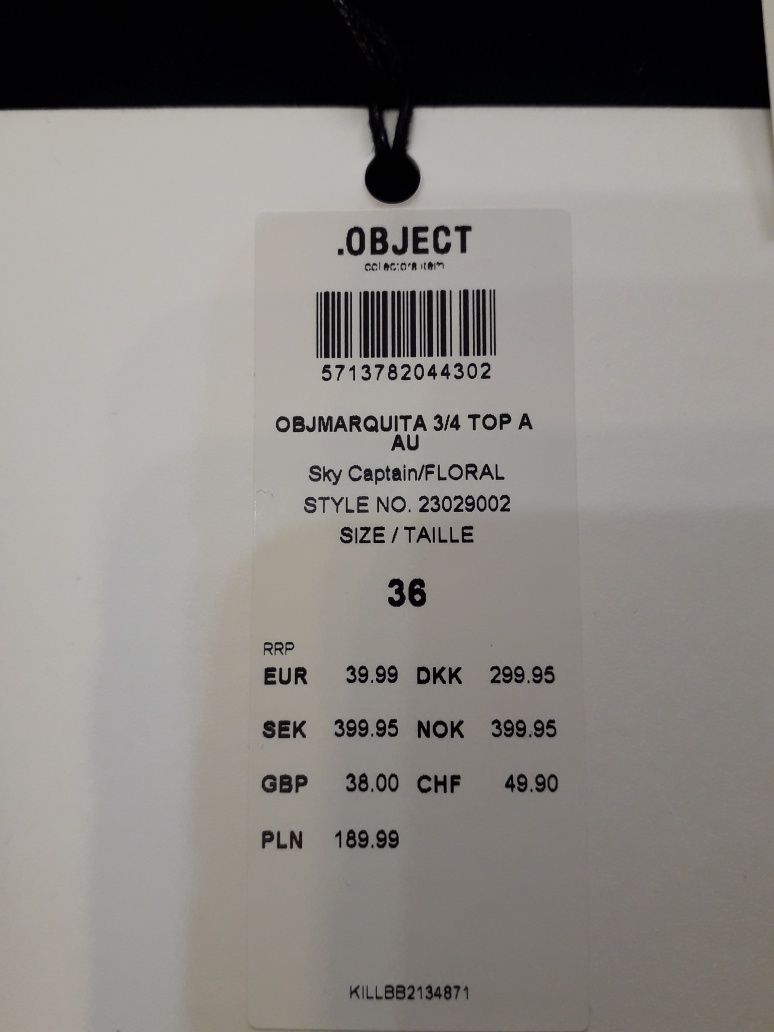 .OBJECT
collectors item
5713782044302
OBJMARQUITA 3/4 TOP A
AU
Sky Captain/FLORAL
STYLE NO. 23029002
SIZE / TAILLE
36
RRP
EUR 39.99 DKK 299.95
SEK 399.95 NOK 399.95
GBP 38.00 CHF 49.90
PLN 189.99
KILLBB2134871